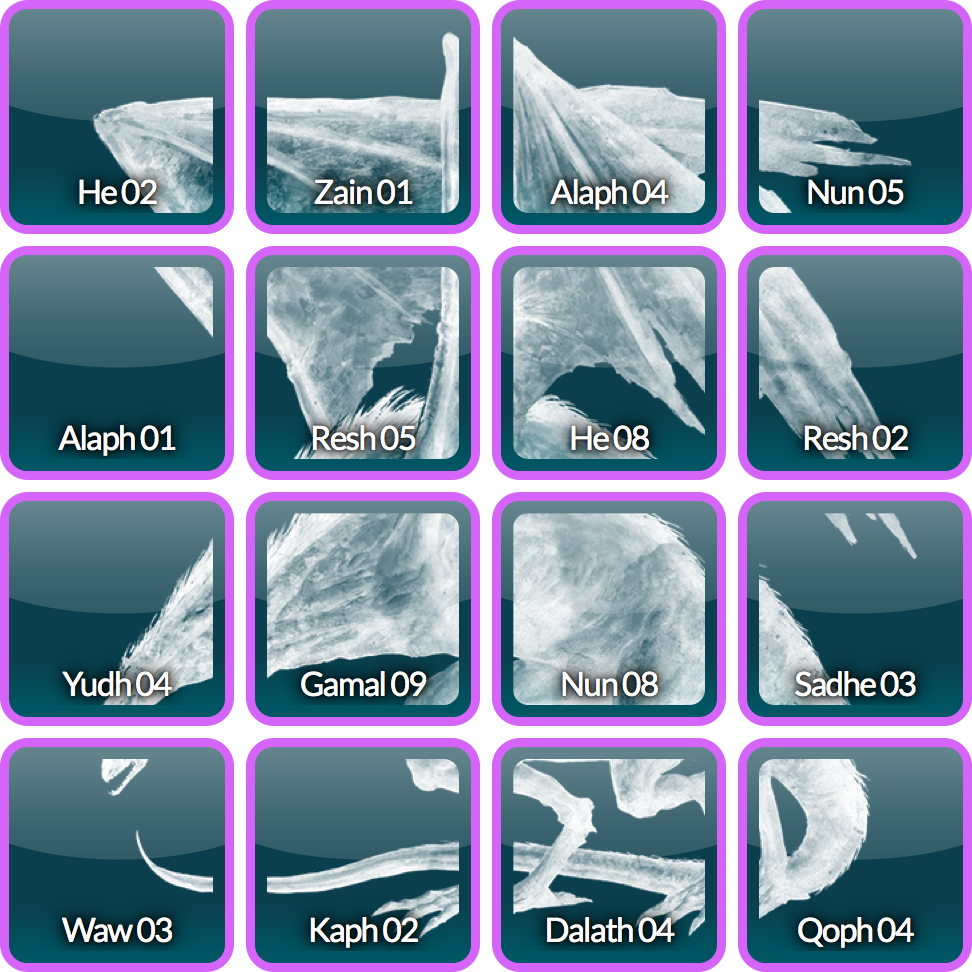 He 02
Zain 01
Alaph 04
Nun 05
Alaph 01
Resh 05
He 08
Resh 02
Yudh 04
Gamal 09
Nun 08
Sadhe 03
Waw 03
Kaph 02
Dalath 04
Qoph 04